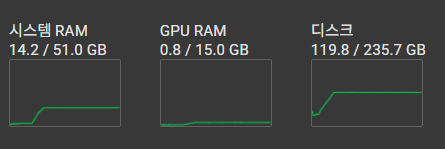 시스템 RAM
14.2 / 51.0 GB
GPU RAM
0.8 / 15.0 GB
디스크
119.8 / 235.7 GB